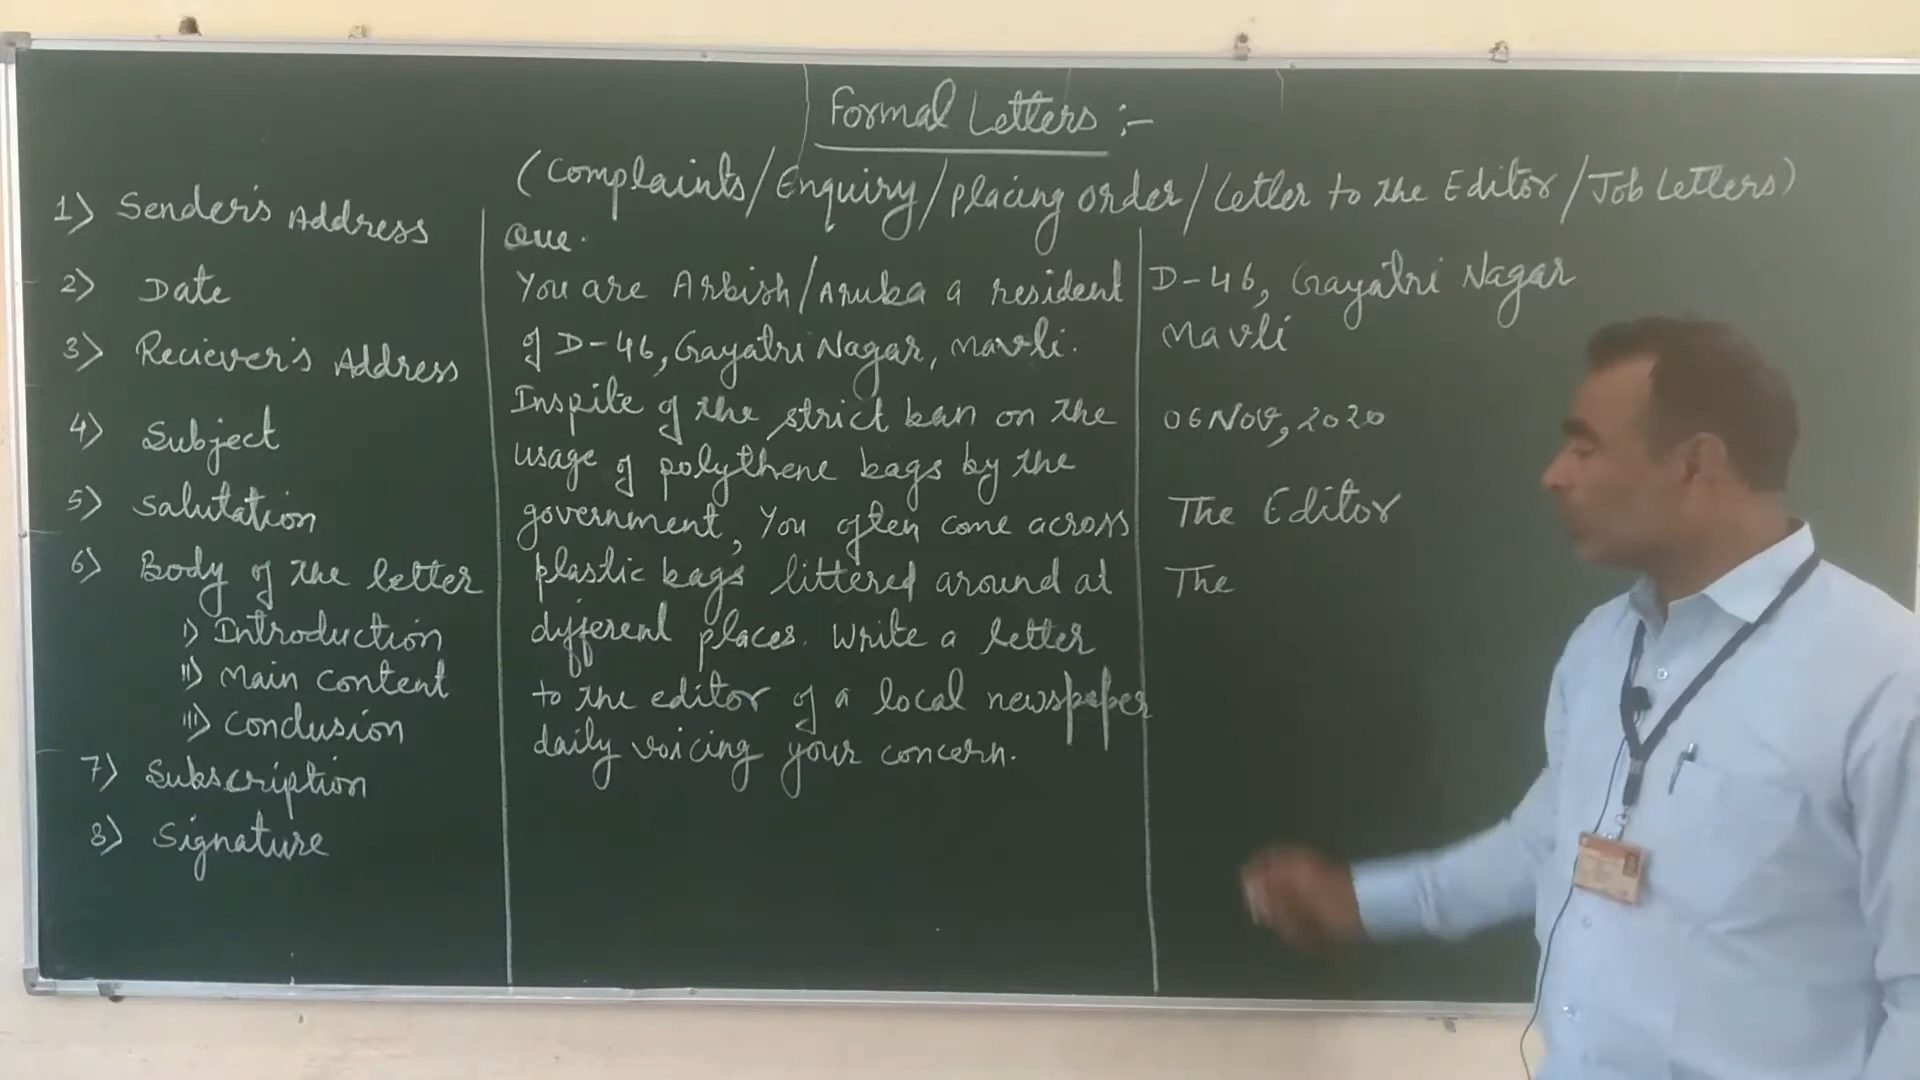 Formal Letters :-
(Complaints/Enquiry/placing order/Letter to the Editor/Job Letters)
1) Sender's Address
2) Date
3) Reciever's Address
4) Subject
5) Salutation
6) Body of the letter
i) Introduction
ii) Main content
iii) Conclusion
7) Subscription
8) Signature
Que.
You are Arbish/Aruba a resident
of D-46, Gayatri Nagar, Mavli.
Inspite of the strict ban on the
usage of polythene bags by the
government, You often come across
plastic bags littered around at
different places. Write a letter
to the editor of a local newspaper
daily voicing your concern.
D-46, Gayatri Nagar
Mavli
06 Nov, 2020
The Editor
The